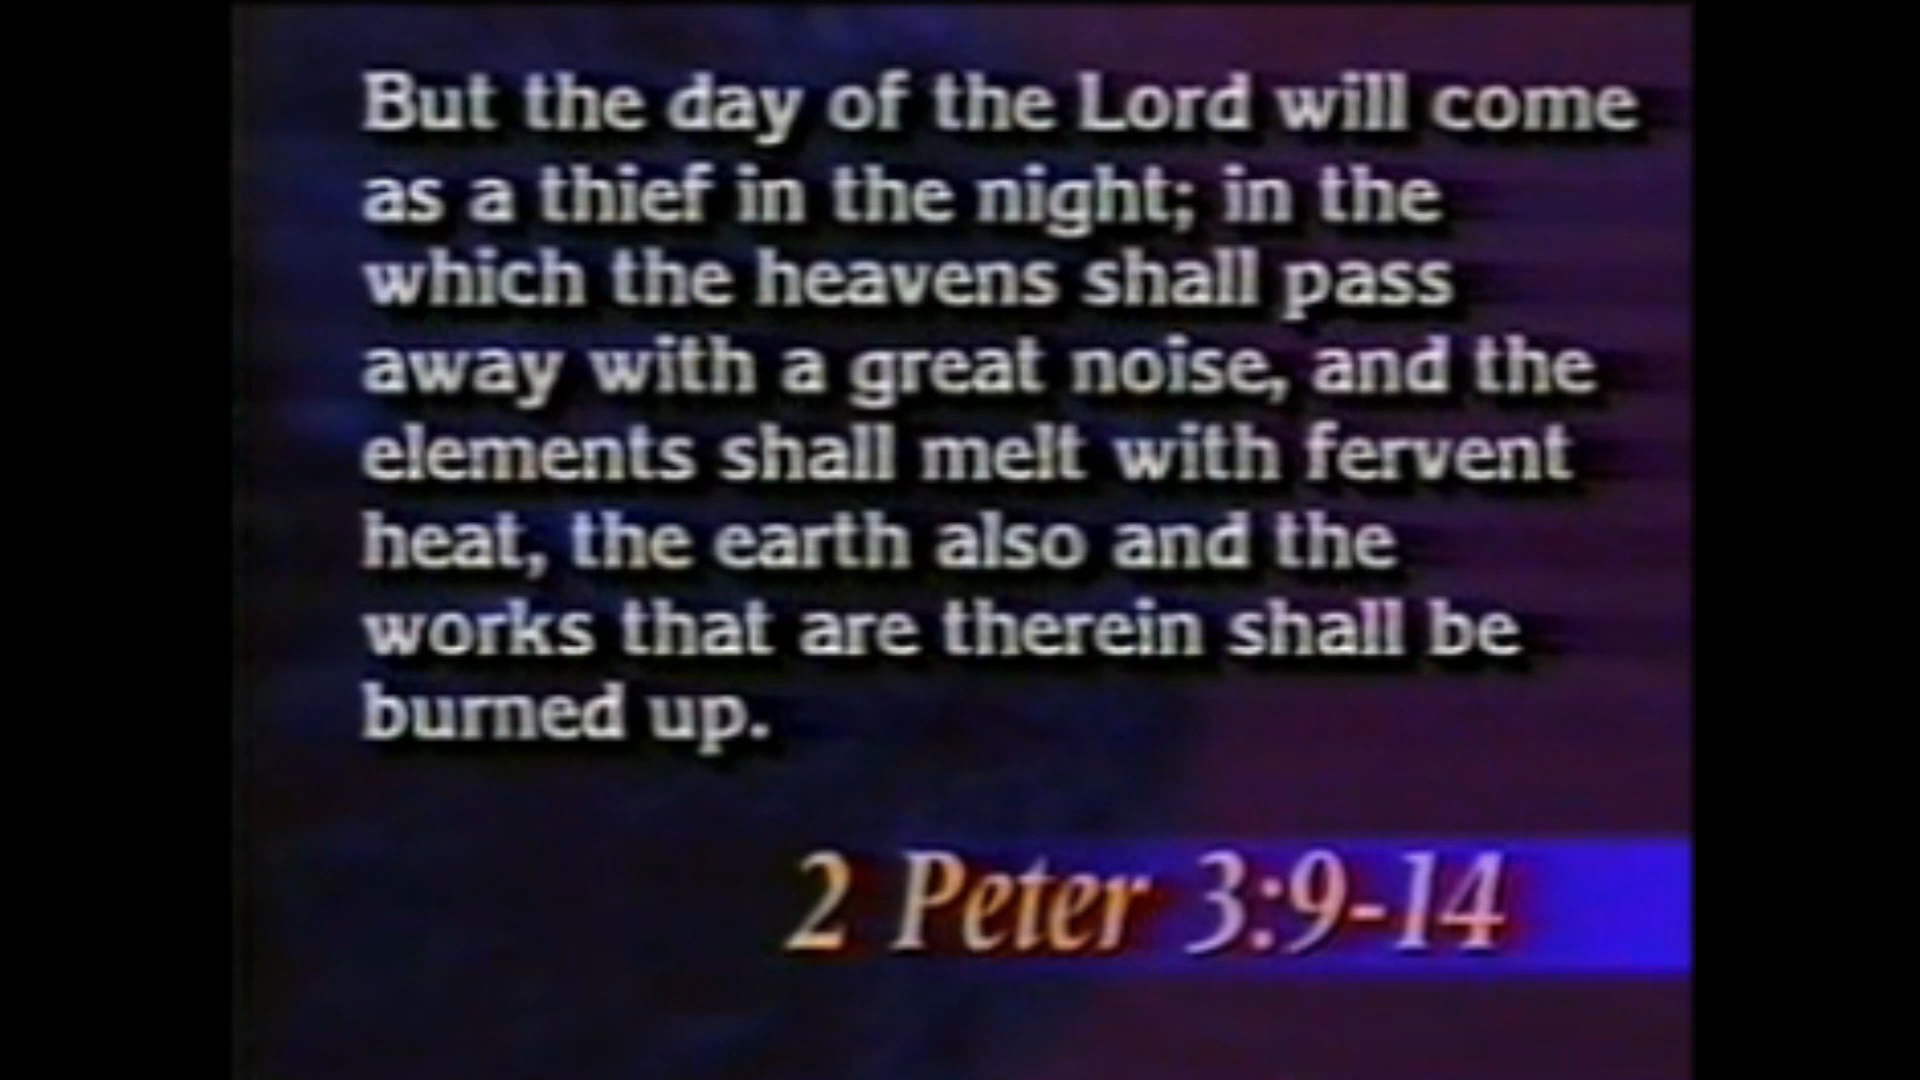 But the day of the Lord will come
as a thief in the night; in the
which the heavens shall pass
away with a great noise, and the
elements shall melt with fervent
heat, the earth also and the
works that are therein shall be
burned up.
2 Peter 3:9-14